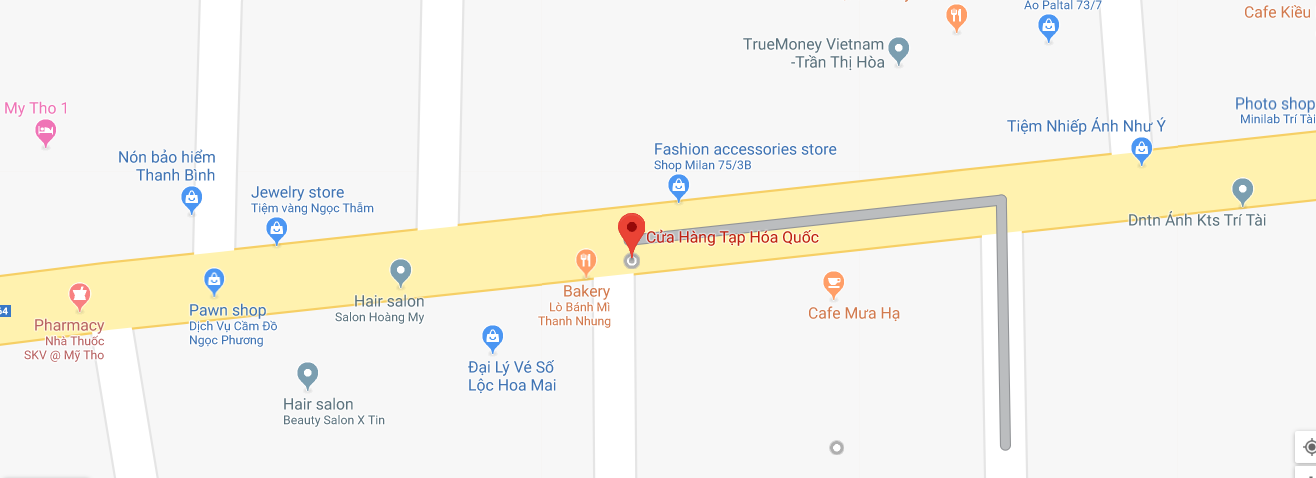 Ao Paltal 73/7
Cafe Kiều
TrueMoney Vietnam
-Trần Thị Hòa
My Tho 1
Photo shop
Minilab Trí Tài
Tiệm Nhiếp Ảnh Như Ý
Nón bảo hiểm
Thanh Bình
Fashion accessories store
Shop Milan 75/3B
Jewelry store
Tiệm vàng Ngọc Thẫm
Dntn Ánh Kts Trí Tài
Cửa Hàng Tạp Hóa Quốc
64
Pharmacy
Nhà Thuốc
SKV @ Mỹ Tho
Pawn shop
Dịch Vụ Cầm Đồ
Ngọc Phương
Hair salon
Salon Hoàng My
Bakery
Lò Bánh Mì
Thanh Nhung
Cafe Mưa Hạ
Đại Lý Vé Số
Lộc Hoa Mai
Hair salon
Beauty Salon X Tin